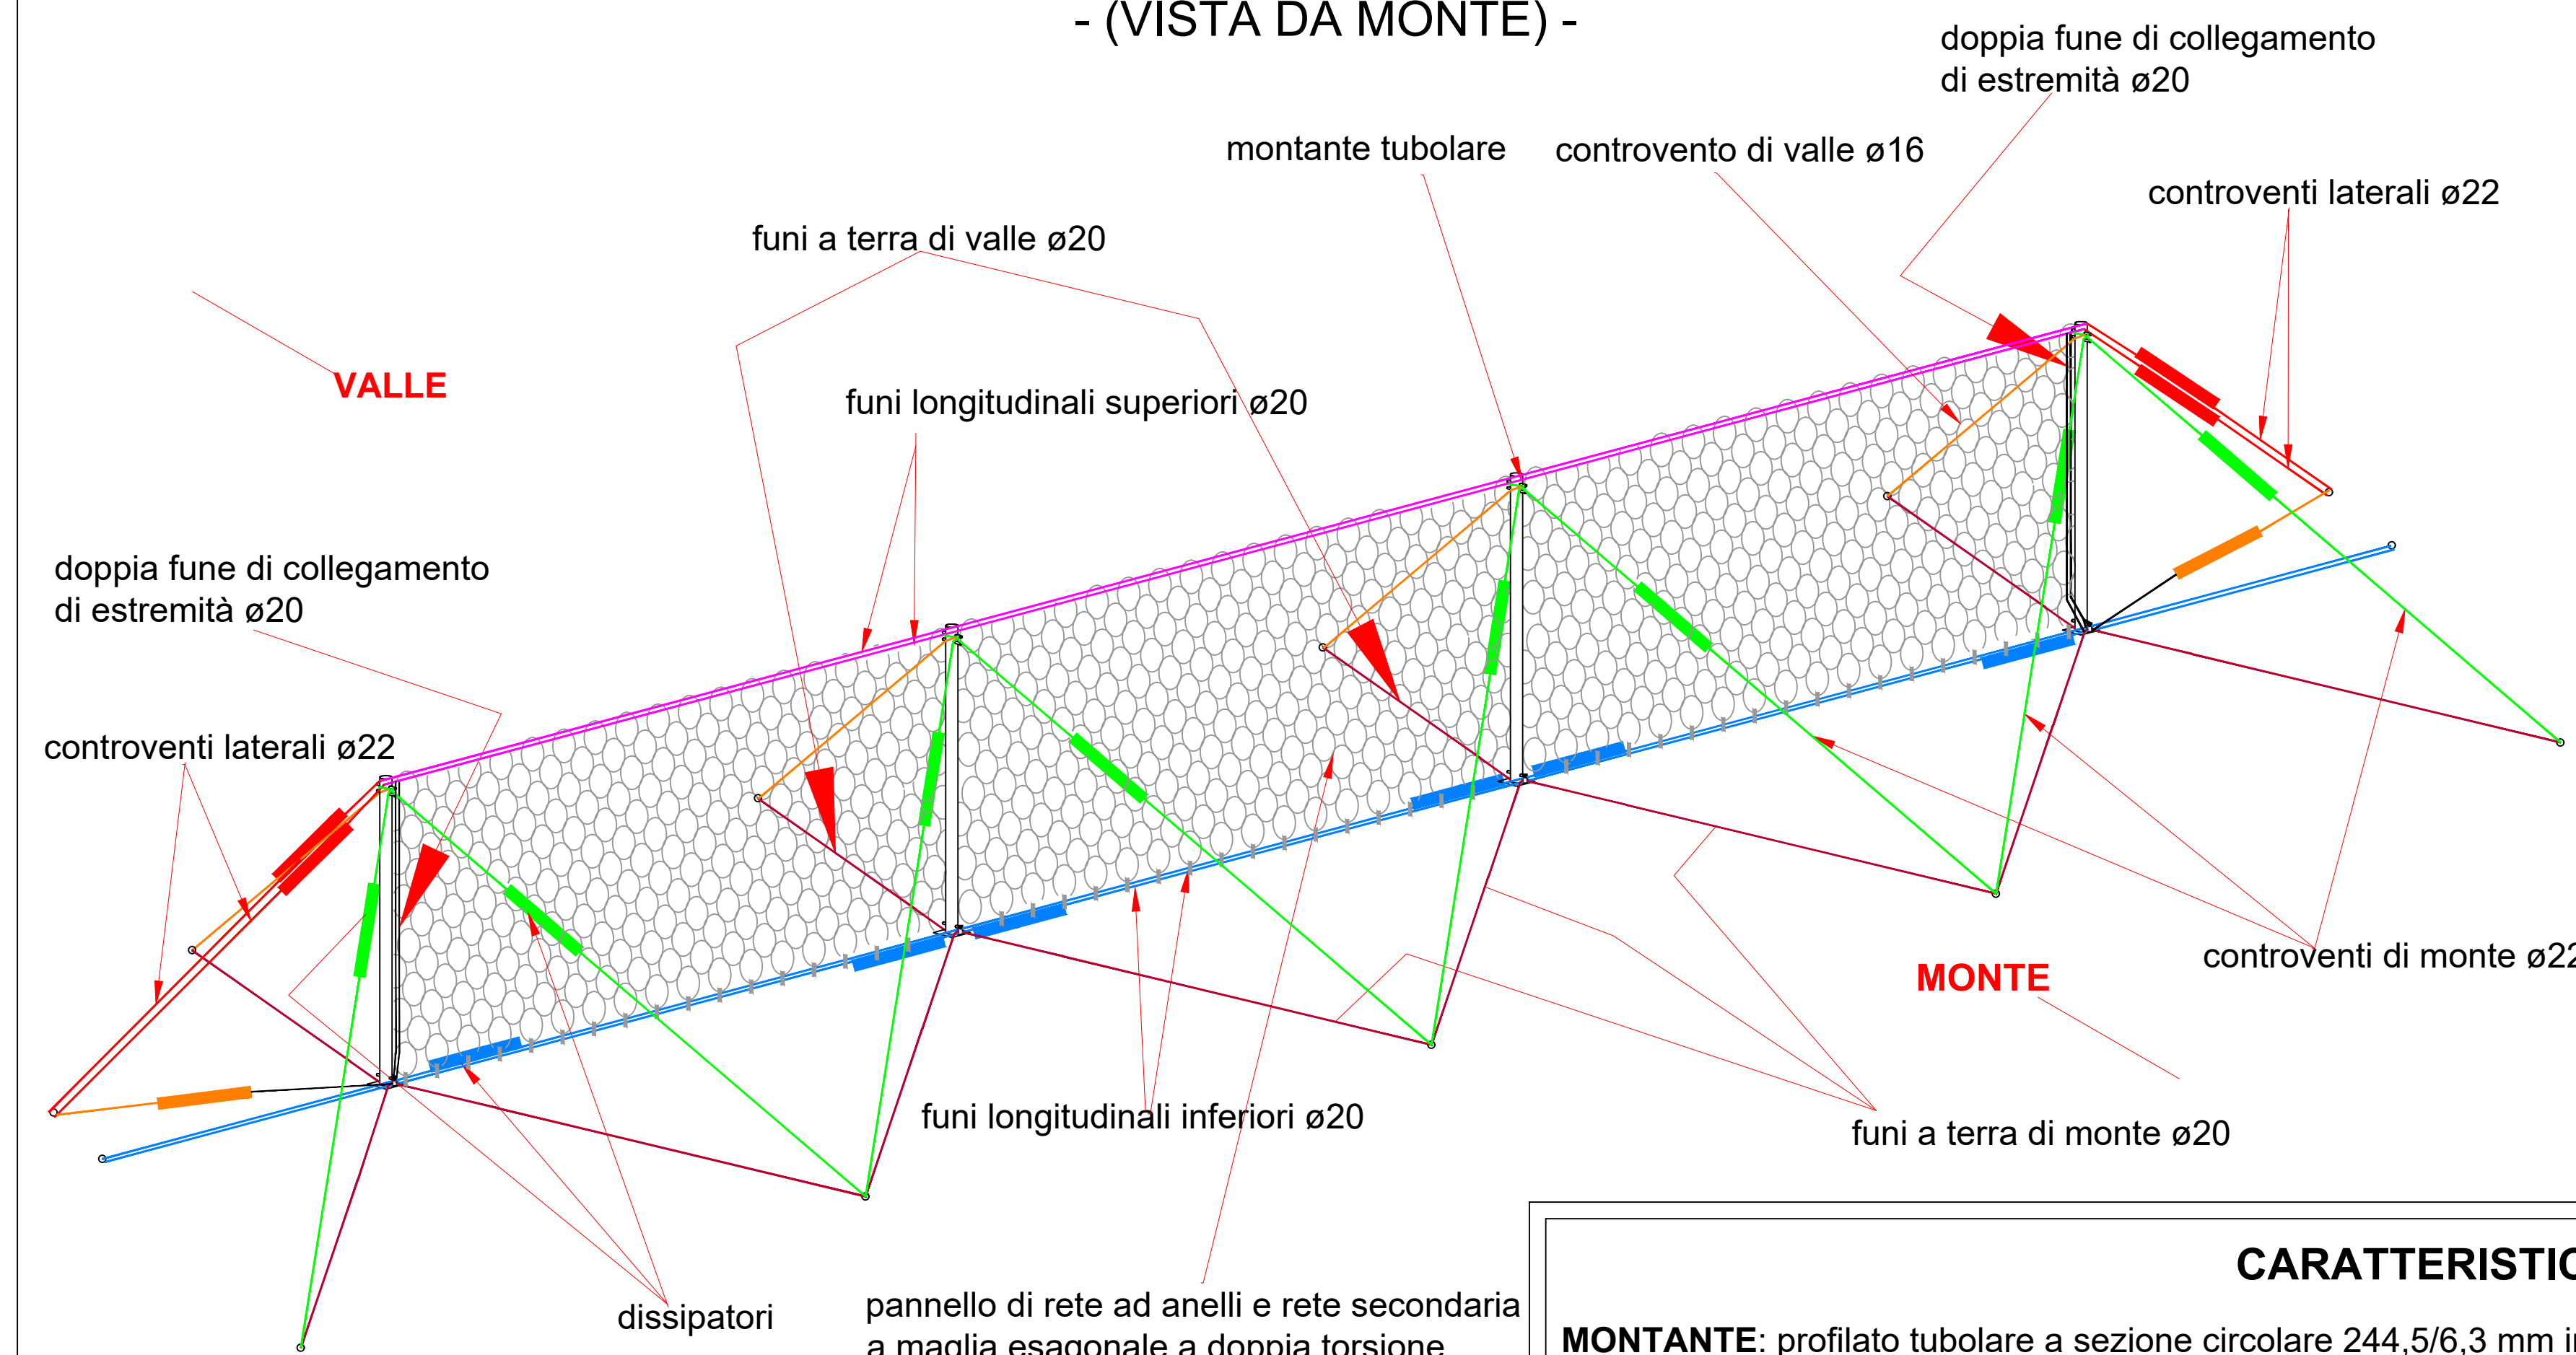 - (VISTA DA MONTE) -
doppia fune di collegamento
di estremità ø20
montante tubolare
controvento di valle ø16
controventi laterali ø22
funi a terra di valle ø20
VALLE
funi longitudinali superiori ø20
doppia fune di collegamento
di estremità ø20
controventi laterali ø22
controventi di monte ø22
MONTE
funi longitudinali inferiori ø20
funi a terra di monte ø20
dissipatori
pannello di rete ad anelli e rete secondaria
a maglia esagonale a doppia torsione
CARATTERISTIC
MONTANTE: profilato tubolare a sezione circolare 244,5/6,3 mm i